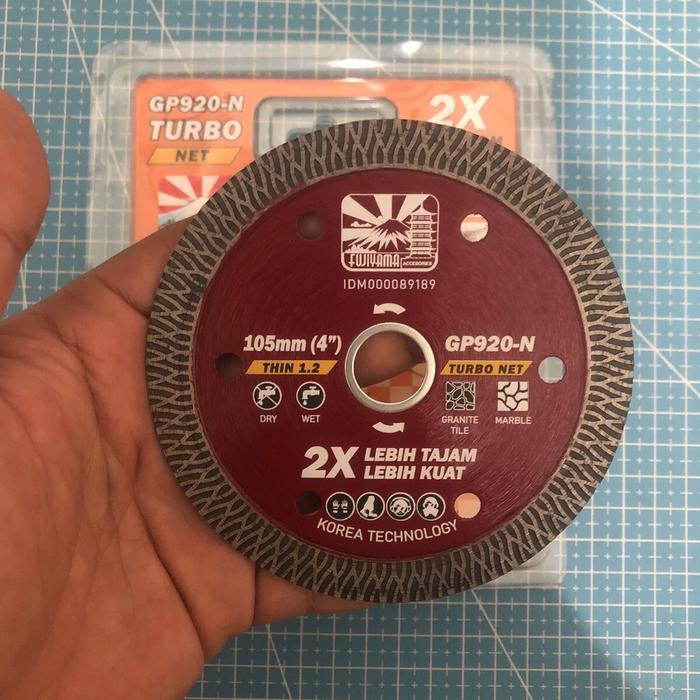 GP920-N
TURBO
NET
2X
FUJIYAMA
ACCESORIES
IDM000089189
105mm (4")
THIN 1.2
GP920-N
TURBO NET
DRY
WET
GRANITE
TILE
MARBLE
2X LEBIH TAJAM
LEBIH KUAT
KOREA TECHNOLOGY